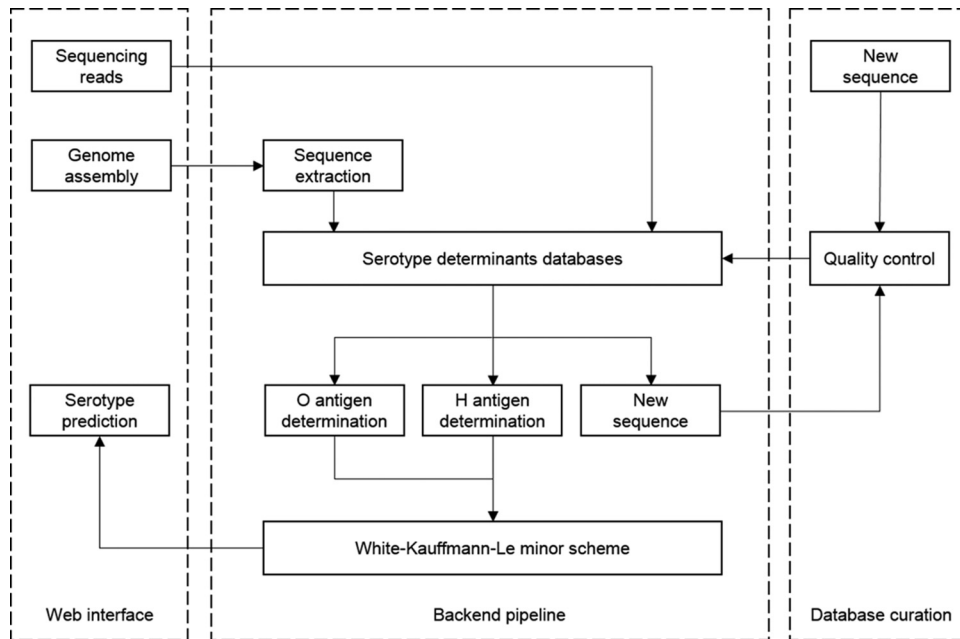 Sequencing
reads
New
sequence
Genome
assembly
Sequence
extraction
Serotype determinants databases
Quality control
Serotype
prediction
O antigen
determination
H antigen
determination
New
sequence
White-Kauffmann-Le minor scheme
Web interface
Backend pipeline
Database curation